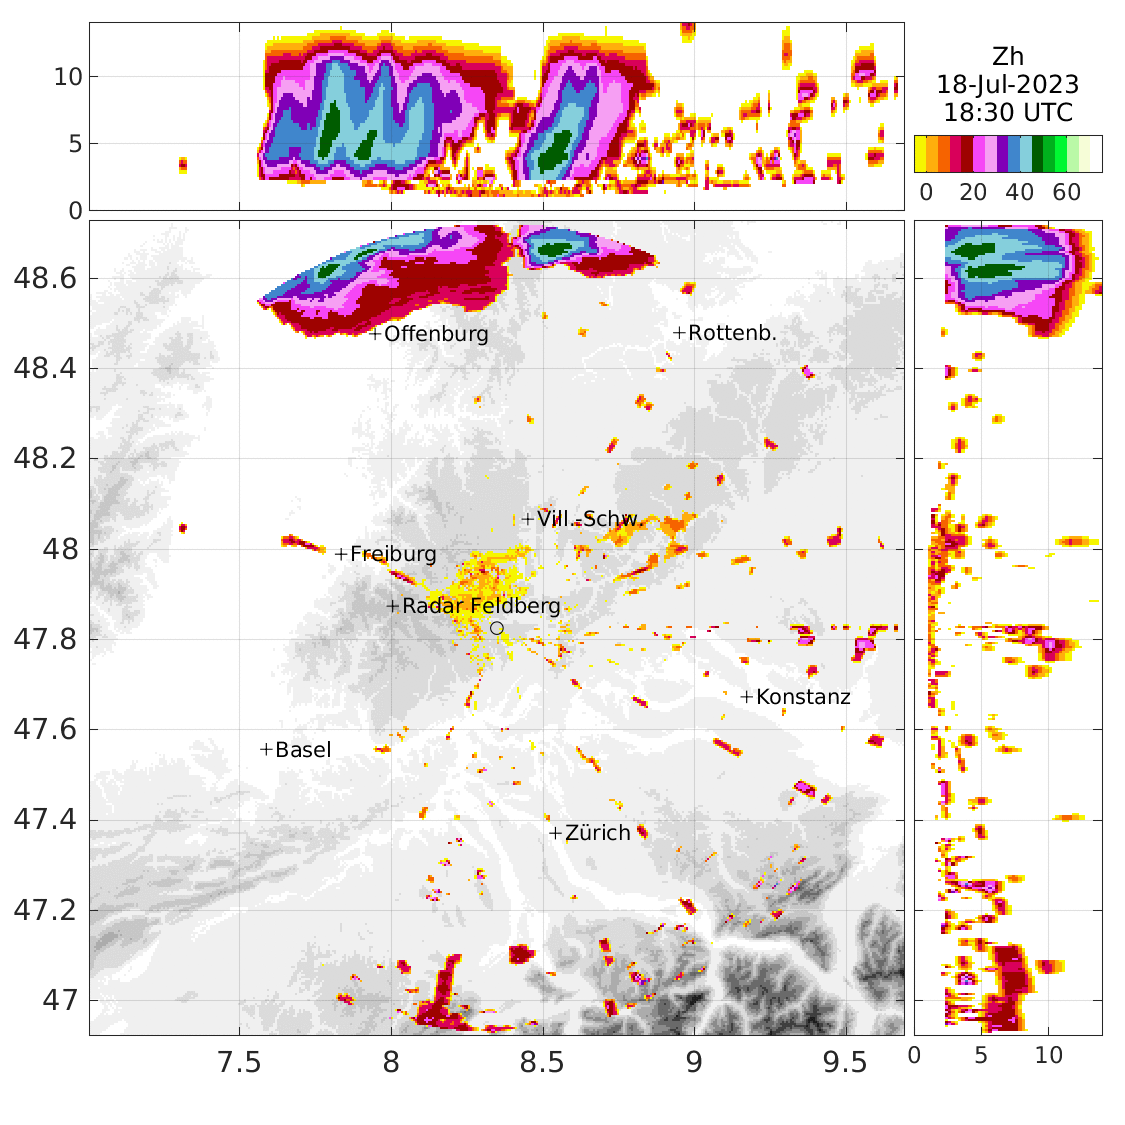 10
5
0
Zh
18-Jul-2023
18:30 UTC
0 20 40 60
48.6
48.4
48.2
48
47.8
47.6
47.4
47.2
47
+Offenburg
+Rottenb.
+Vill.-Schw.
+Freiburg
+Radar Feldberg
+Konstanz
+Basel
+Zürich
7.5 8 8.5 9 9.5
0 5 10